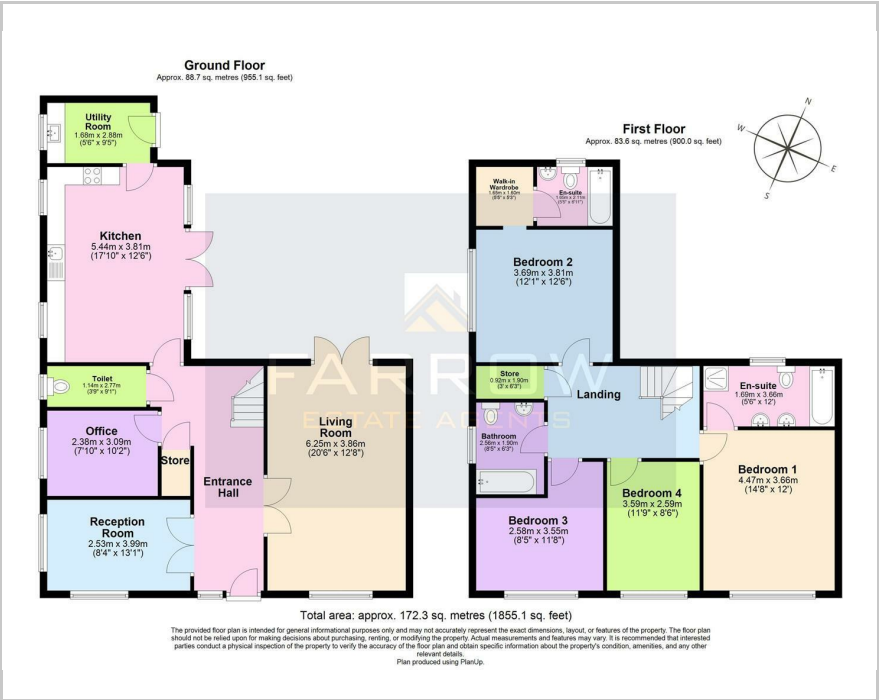 Ground Floor
Approx. 88.7 sq. metres (955.1 sq. feet)
Utility
Room
1.68m x 2.88m
(5'6" x 9'5")
Kitchen
5.44m x 3.81m
(17'10" x 12'6")
Toilet
1.14m x 2.77m
(3'9" x 9'1")
Office
2.38m x 3.09m
(7'10" x 10'2")
Store
Entrance
Hall
Reception
Room
2.53m x 3.99m
(8'4" x 13'1")
Living
Room
6.25m x 3.86m
(20'6" x 12'8")
First Floor
Approx. 83.6 sq. metres (900.0 sq. feet)
N
W
E
S
Walk-in
Wardrobe
1.65m x 1.60m
(5'5" x 5'3")
En-suite
Bedroom 2
3.69m x 3.81m
(12'1" x 12'6")
Store
0.92m x 1.90m
(3' x 6'3")
Landing
En-suite
1.69m x 3.66m
(5'6" x 12')
Bathroom
2.56m x 1.90m
(8'5" x 6'3")
Bedroom 1
4.47m x 3.66m
(14'8" x 12')
Bedroom 4
3.59m x 2.59m
(11'9" x 8'6")
Bedroom 3
2.58m x 3.55m
(8'5" x 11'8")
FARROW
ESTATE AGENTS
Total area: approx. 172.3 sq. metres (1855.1 sq. feet)
The provided floor plan is intended for general informational purposes only and may not accurately represent the exact dimensions, layout, or features of the property. The floor plan
should not be relied upon for making decisions about purchasing, renting, or modifying the property. Actual measurements and features may vary. It is recommended that interested
parties conduct a physical inspection of the property to verify the accuracy of the floor plan and obtain specific information about the property's condition, amenities, and any other
relevant details.
Plan produced using PlanUp.